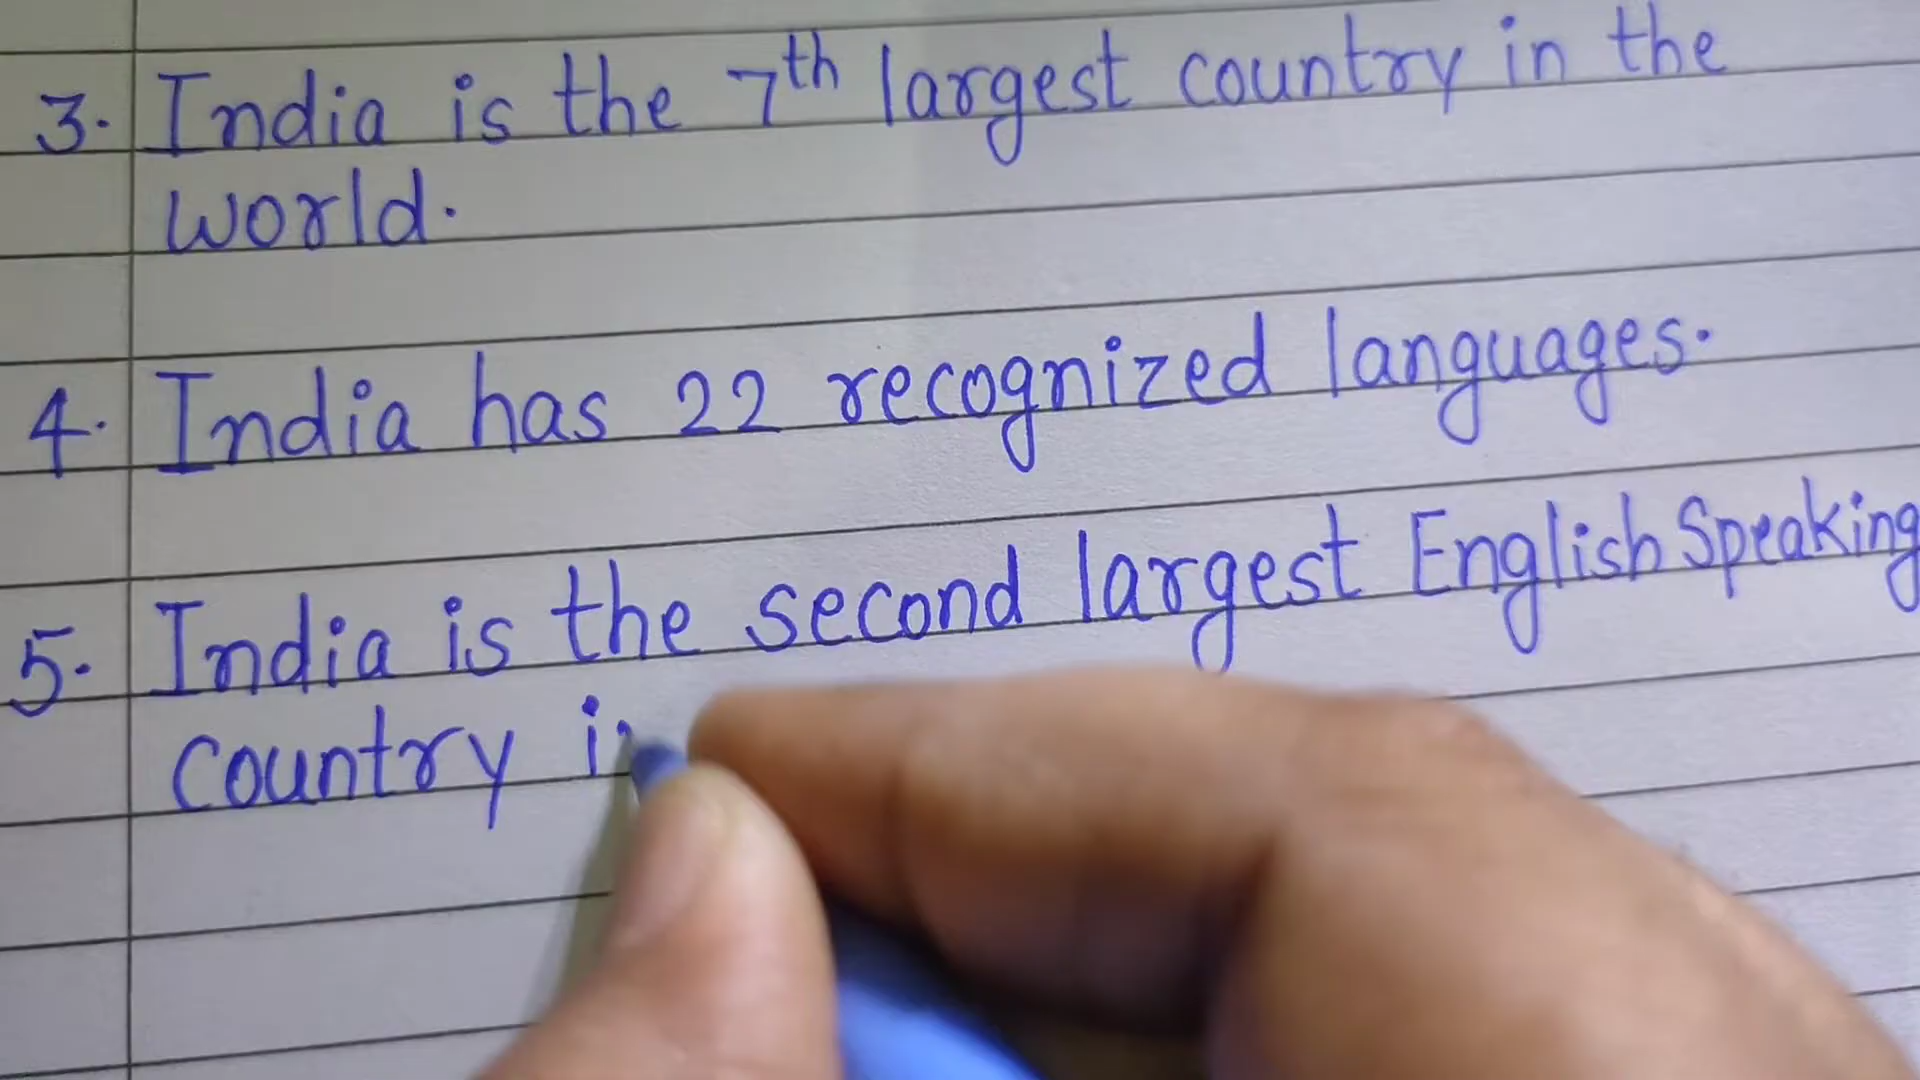 3. India is the 7th largest country in the
world.
4. India has 22 recognized languages.
5. India is the second largest English Speaking
country i